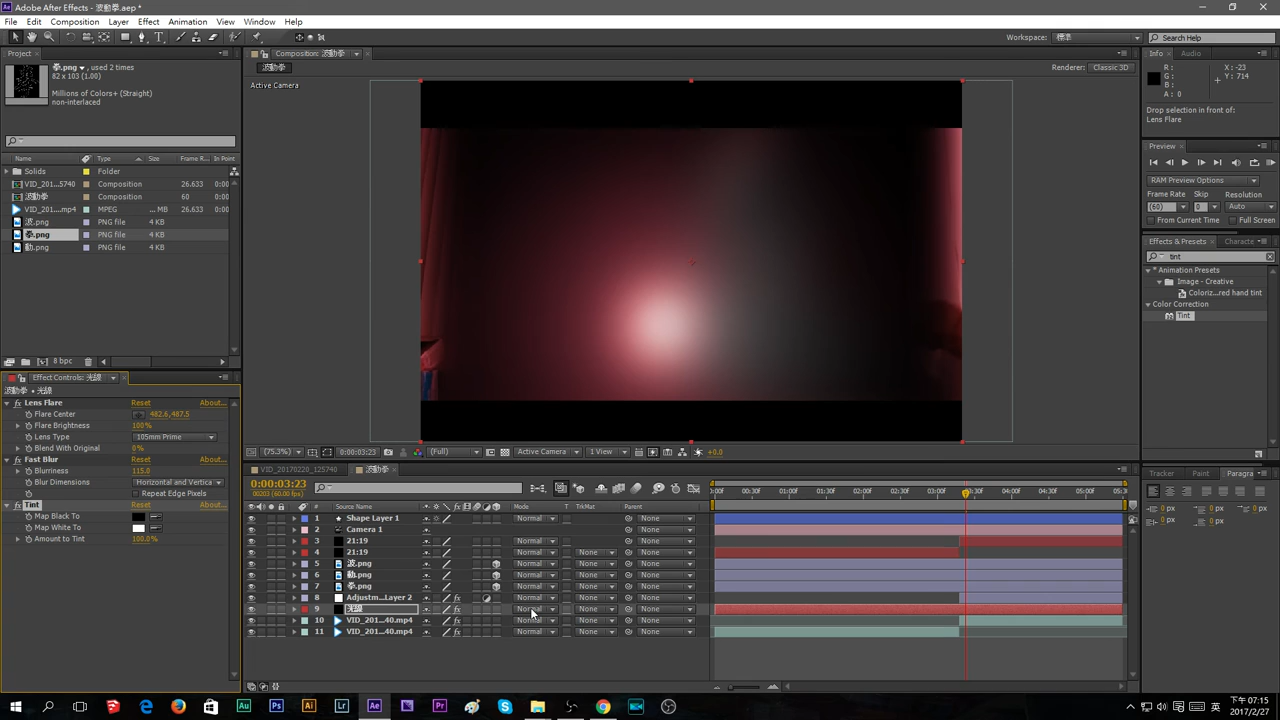 Adobe After Effects - 波動拳.aep *
File Edit Composition Layer Effect Animation View Window Help
Workspace: 標準
Search Help
Project
拳.png▼, used 2 times
82 x 103 (1.00)
Millions of Colors+ (Straight)
non-interlaced
Name Type Size Frame R... In Point
Solids Folder
VID_201...5740 Composition 26.633 0:00
波動拳 Composition 60 0:00
VID_201....mp4 MPEG ... MB 26.633 0:00
波.png PNG file 4 KB
拳.png PNG file 4 KB
動.png PNG file 4 KB
8 bpc
Effect Controls: 光線
波動拳 • 光線
Lens Flare Reset About...
Flare Center 482.6,487.5
Flare Brightness 100%
Lens Type 105mm Prime
Blend With Original 0%
Fast Blur Reset About...
Blurriness 115.0
Blur Dimensions Horizontal and Vertica
Repeat Edge Pixels
Tint Reset About...
Map Black To
Map White To
Amount to Tint 100.0%
Composition: 波動拳
波動拳
Renderer: Classic 3D
Active Camera
(75.3%) 0:00:03:23 (Full) Active Camera 1 View +0.0
Info Audio
R : X : -23
G : Y : 714
B :
A : 0
Drop selection in front of:
Lens Flare
Preview
RAM Preview Options
Frame Rate Skip Resolution
(60) 0 Auto
From Current Time Full Screen
Effects & Presets Characte
tint
* Animation Presets
Image - Creative
Coloriz...red hand tint
Color Correction
Tint
Tracker Paint Paragra
0 px 0 px 0 px
0 px 0 px
VID_20170220_125740 波動拳
0:00:03:23
00203 (60.00 fps)
# Source Name Mode T TrkMat Parent
1 Shape Layer 1 Normal None
2 Camera 1 None
3 21:19 Normal None
4 21:19 Normal None None
5 波.png Normal None None
6 動.png Normal None None
7 拳.png Normal None None
8 Adjustm...Layer 2 Normal None None
9 光線 Normal None None
10 VID_201...40.mp4 Normal None None
11 VID_201...40.mp4 Normal None None
:00f 00:30f 01:00f 01:30f 02:00f 02:30f 03:00f 03:30f 04:00f 04:30f 05:00f 05:30
英
下午 07:15
2017/2/27